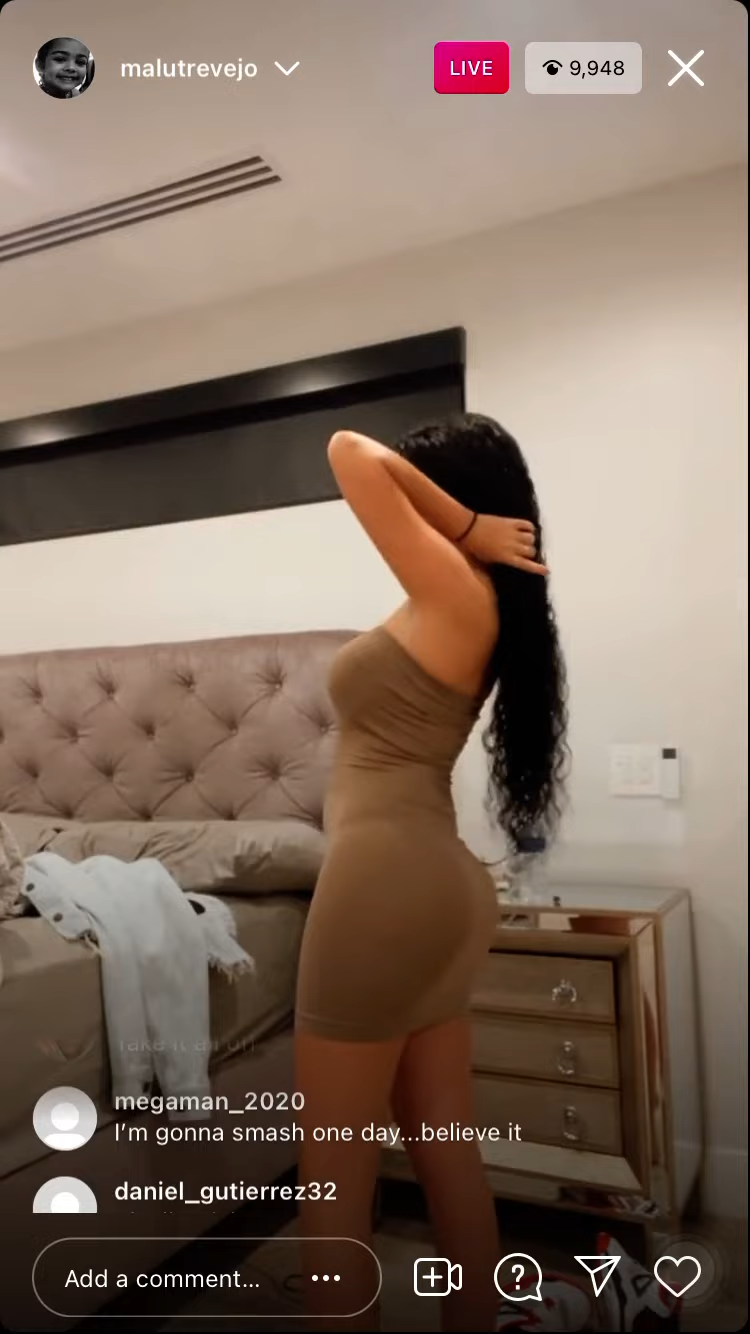 malutrevejo
LIVE
9,948
Take it all off
megaman_2020
I’m gonna smash one day...believe it
daniel_gutierrez32
Add a comment...